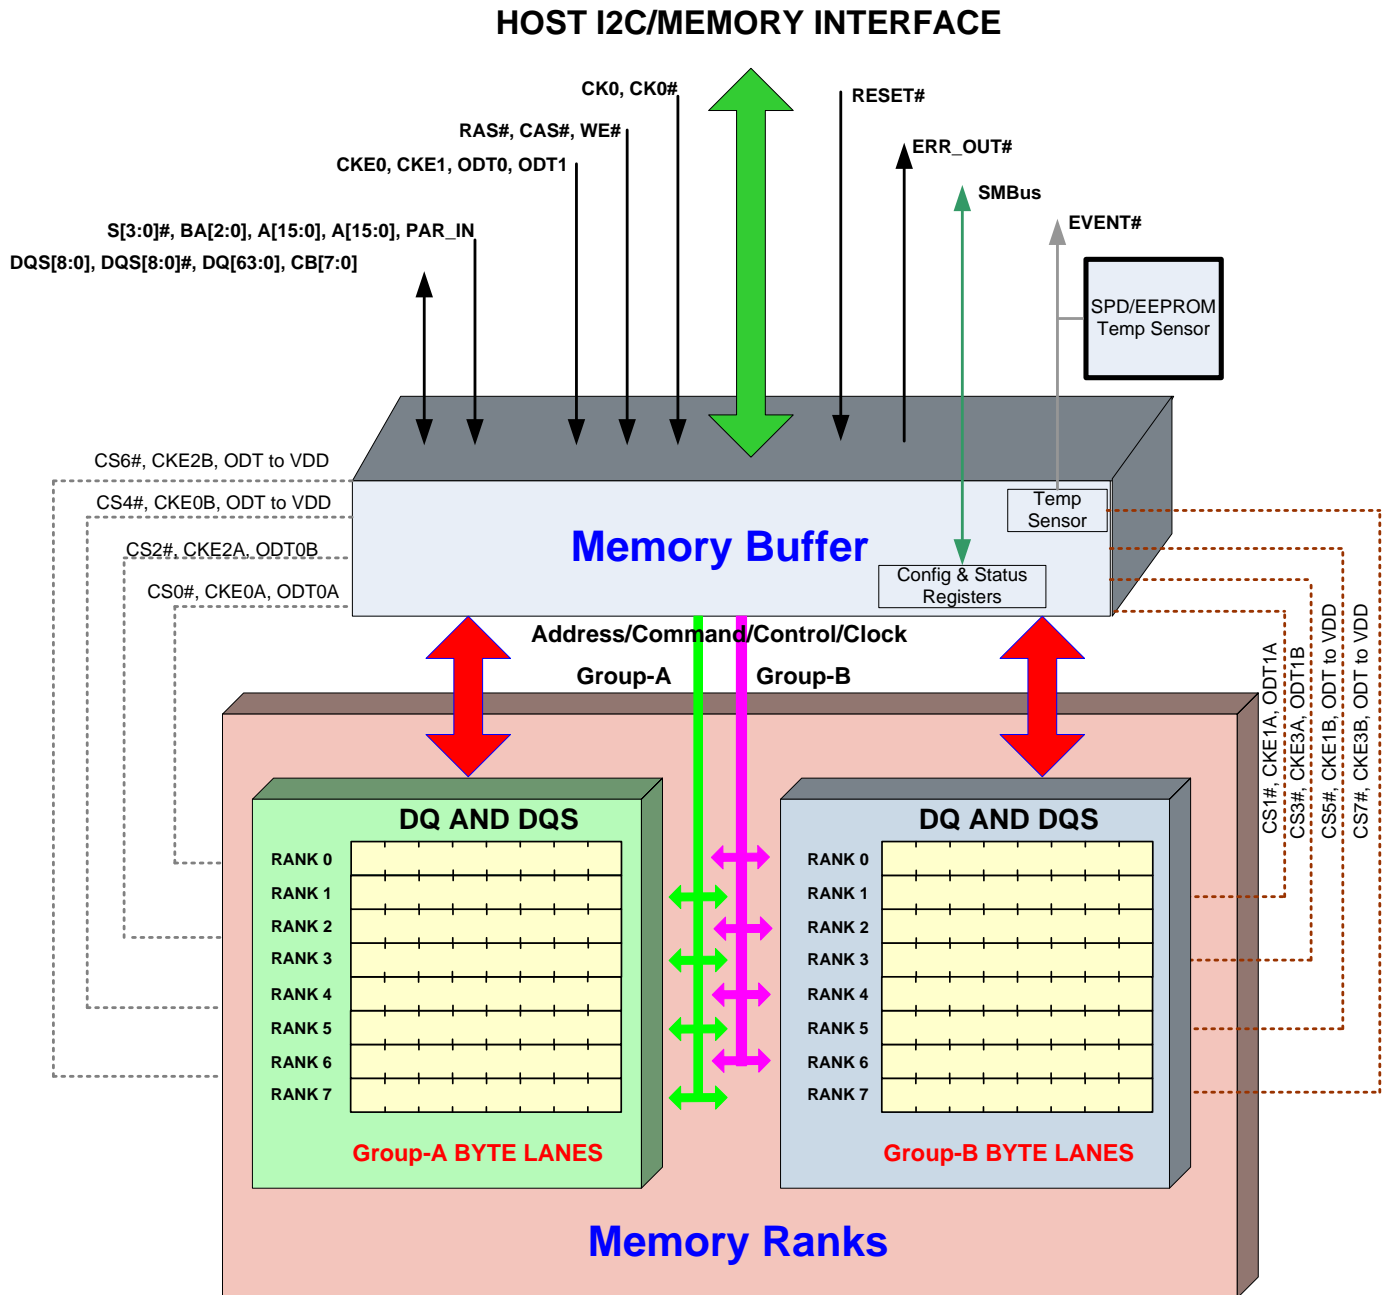 HOST I2C/MEMORY INTERFACE
CK0, CK0#
RESET#
RAS#, CAS#, WE#
ERR_OUT#
CKE0, CKE1, ODT0, ODT1
SMBus
EVENT#
S[3:0]#, BA[2:0], A[15:0], A[15:0], PAR_IN
DQS[8:0], DQS[8:0]#, DQ[63:0], CB[7:0]
SPD/EEPROM
Temp Sensor
CS6#, CKE2B, ODT to VDD
CS4#, CKE0B, ODT to VDD
CS2#, CKE2A, ODT0B
CS0#, CKE0A, ODT0A
Temp
Sensor
Memory Buffer
Config & Status
Registers
Address/Command/Control/Clock
Group-A
Group-B
CS1#, CKE1A, ODT1A
CS3#, CKE3A, ODT1B
CS5#, CKE1B, ODT to VDD
CS7#, CKE3B, ODT to VDD
DQ AND DQS
RANK 0
RANK 1
RANK 2
RANK 3
RANK 4
RANK 5
RANK 6
RANK 7
Group-A BYTE LANES
DQ AND DQS
RANK 0
RANK 1
RANK 2
RANK 3
RANK 4
RANK 5
RANK 6
RANK 7
Group-B BYTE LANES
Memory Ranks